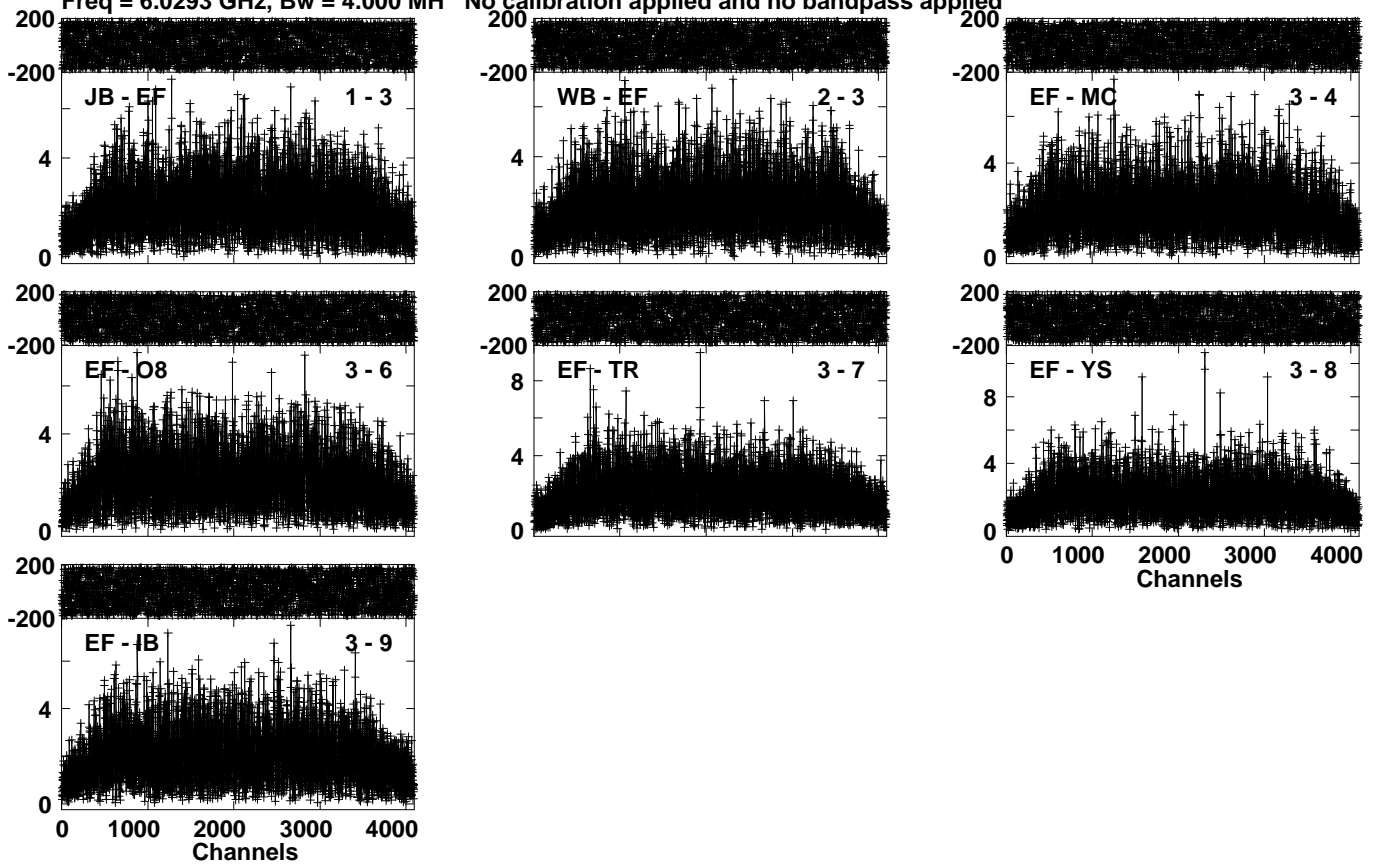 Freq = 6.0293 GHz, Bw = 4.000 MH No calibration applied and no bandpass applied
200
-200
JB - EF 1 - 3
4
0
200
-200
WB - EF 2 - 3
4
0
200
-200
EF - MC 3 - 4
4
0
200
-200
EF - O8 3 - 6
4
0
200
-200
EF - TR 3 - 7
8
4
0
200
-200
EF - YS 3 - 8
8
4
0
0 1000 2000 3000 4000
Channels
200
-200
EF - IB 3 - 9
4
0
0 1000 2000 3000 4000
Channels